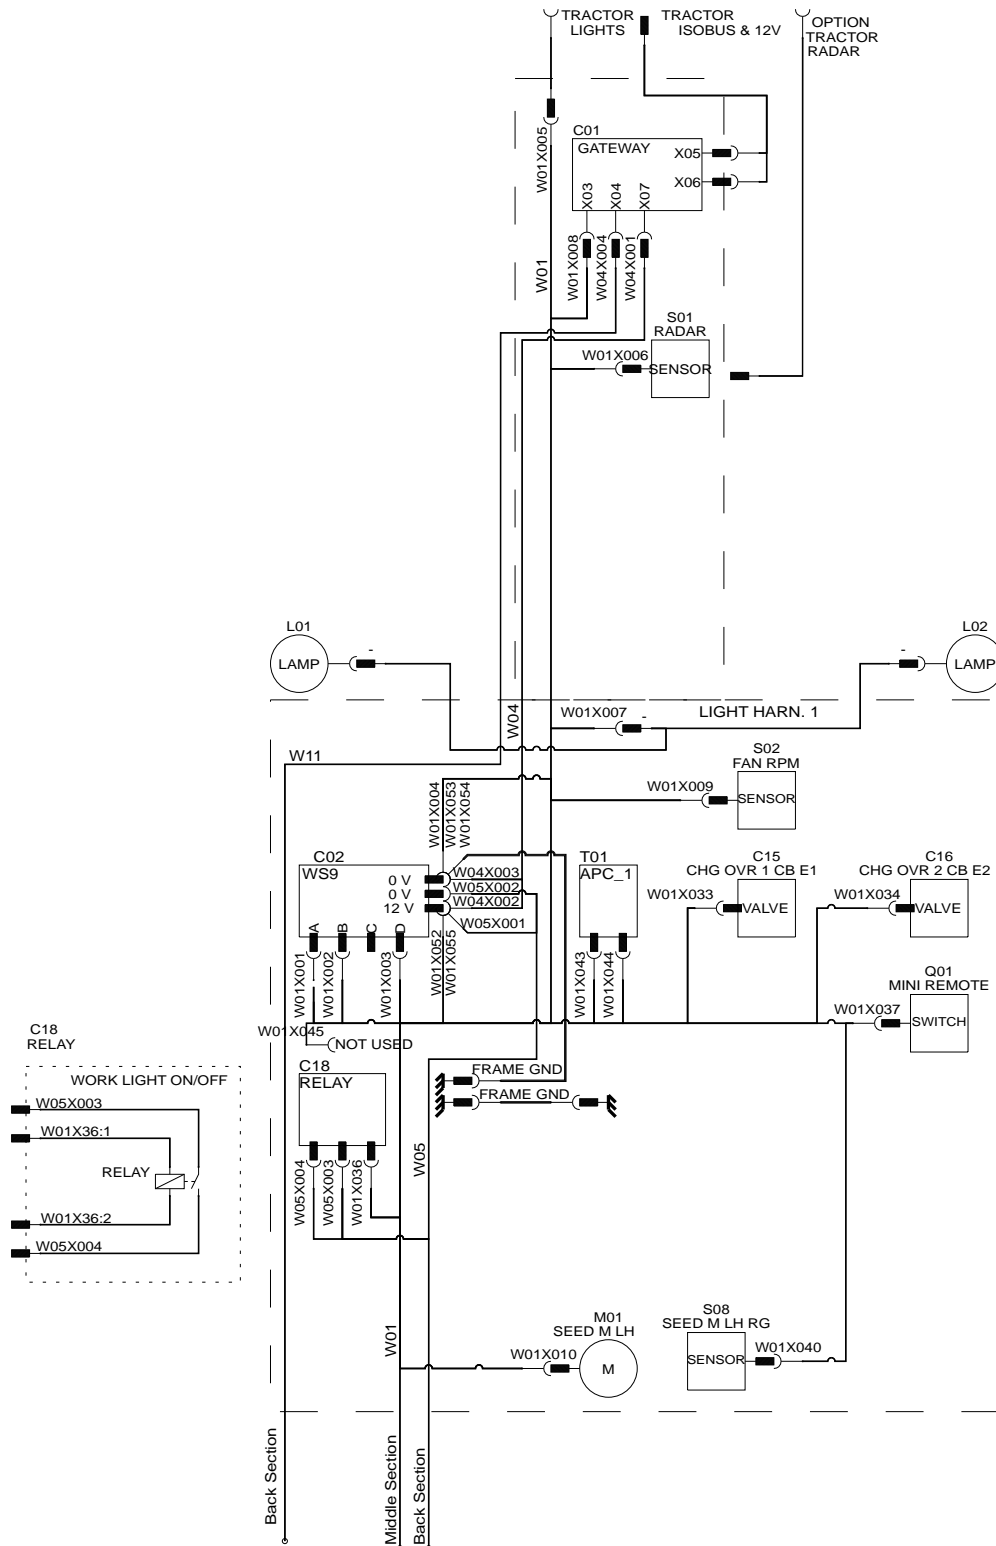 TRACTOR
LIGHTS
TRACTOR
ISOBUS & 12V
OPTION
TRACTOR
RADAR
W01X005
C01
GATEWAY
X05
X06
X03
X04
X07
W01X008
W04X004
W04X001
W01
S01
RADAR
W01X006
SENSOR
L01
LAMP
-
L02
LAMP
-
W01X007
-
LIGHT HARN. 1
W04
W11
S02
FAN RPM
W01X009
SENSOR
W01X004
W01X053
W01X054
C02
WS9
0 V
0 V
12 V
A
B
C
D
W04X003
W05X002
W04X002
W05X001
T01
APC_1
C15
CHG OVR 1 CB E1
W01X033
VALVE
C16
CHG OVR 2 CB E2
W01X034
VALVE
W01X001
W01X002
W01X003
W01X052
W01X055
W01X043
W01X044
Q01
MINI REMOTE
W01X037
SWITCH
W01X045
NOT USED
C18
RELAY
WORK LIGHT ON/OFF
W05X003
W01X36:1
RELAY
W01X36:2
W05X004
C18
RELAY
FRAME GND
FRAME GND
W05X004
W05X003
W01X036
W05
W01
M01
SEED M LH
W01X010
M
S08
SEED M LH RG
SENSOR
W01X040
Back Section
Middle Section
Back Section